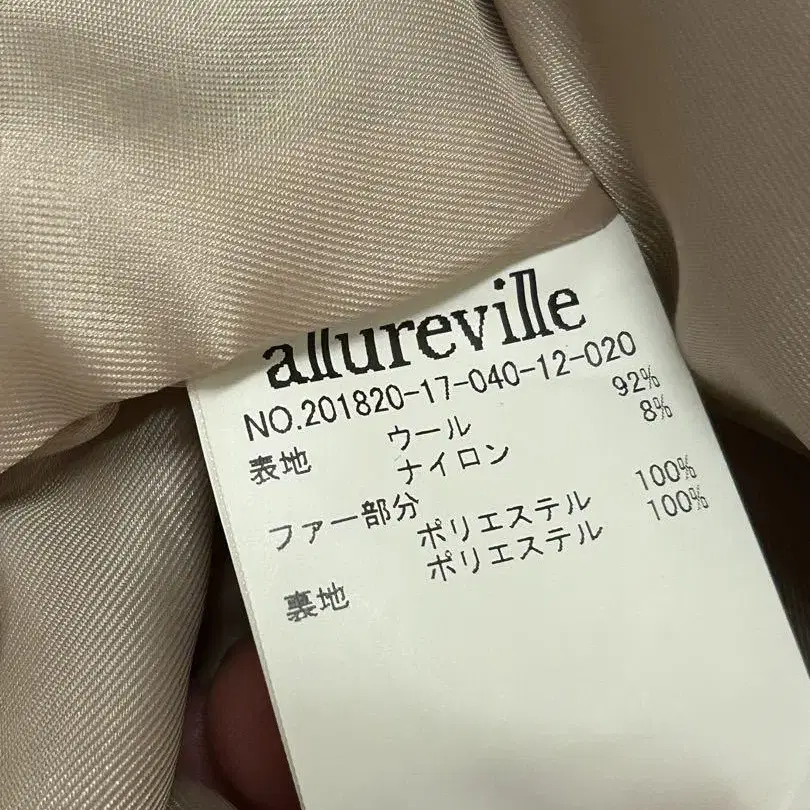 allureville
NO.201820-17-040-12-020
表地 ウール 92%
ナイロン 8%
ファー部分 ポリエステル 100%
裏地 ポリエステル 100%